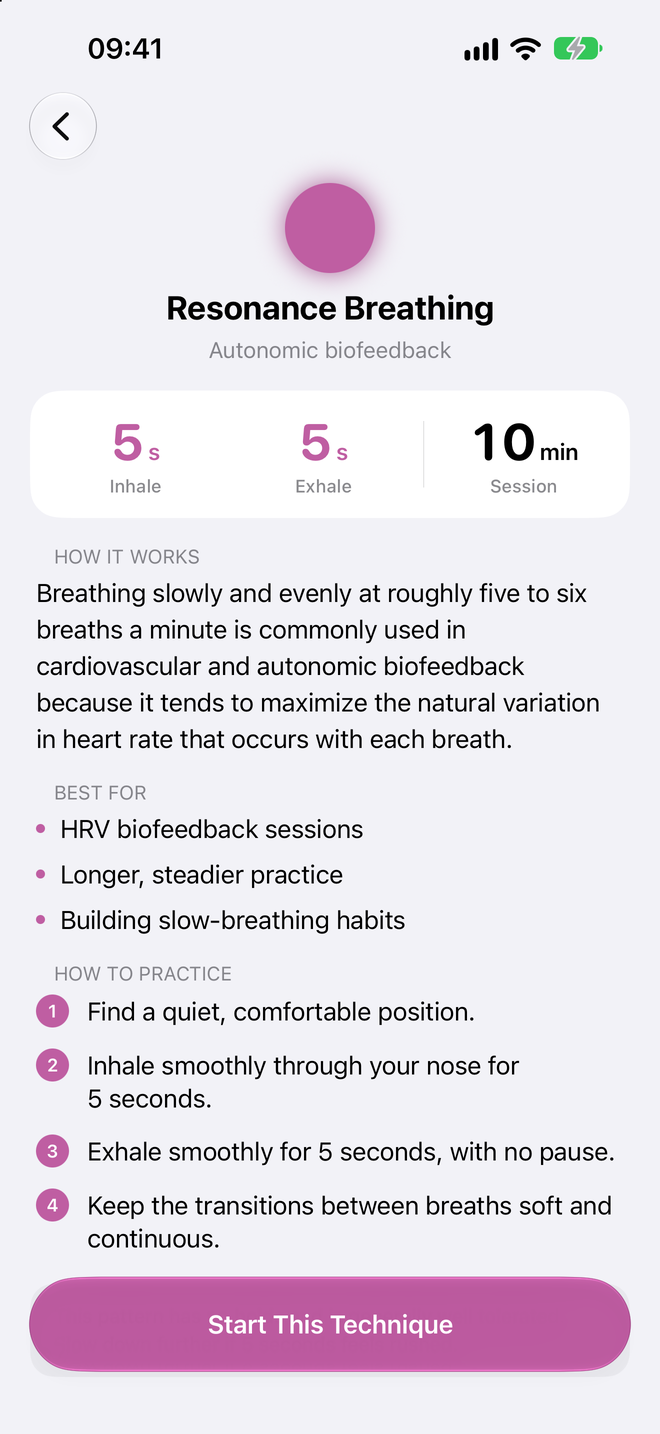 09:41
Resonance Breathing
Autonomic biofeedback
5 s
Inhale
5 s
Exhale
10 min
Session
HOW IT WORKS
Breathing slowly and evenly at roughly five to six
breaths a minute is commonly used in
cardiovascular and autonomic biofeedback
because it tends to maximize the natural variation
in heart rate that occurs with each breath.
BEST FOR
• HRV biofeedback sessions
• Longer, steadier practice
• Building slow-breathing habits
HOW TO PRACTICE
1 Find a quiet, comfortable position.
2 Inhale smoothly through your nose for
5 seconds.
3 Exhale smoothly for 5 seconds, with no pause.
4 Keep the transitions between breaths soft and
continuous.
Start This Technique